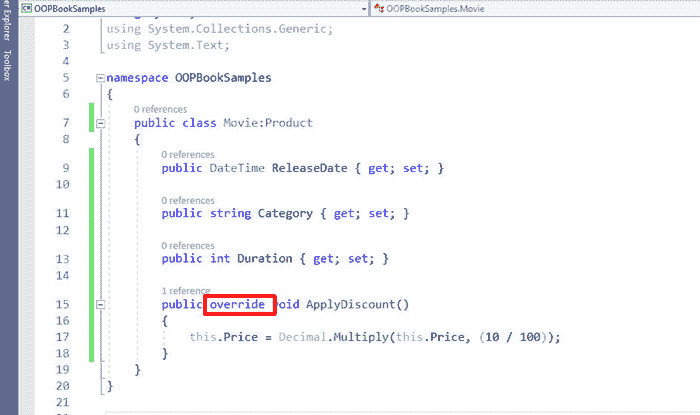 OOPBookSamples OOPBookSamples.Movie
er Explorer
Toolbox
2 using System.Collections.Generic;
3 using System.Text;
4
5 namespace OOPBookSamples
6 {
0 references
7 public class Movie:Product
8 {
0 references
9 public DateTime ReleaseDate { get; set; }
10
0 references
11 public string Category { get; set; }
12
0 references
13 public int Duration { get; set; }
14
1 reference
15 public override void ApplyDiscount()
16 {
17 this.Price = Decimal.Multiply(this.Price, (10 / 100));
18 }
19 }
20 }
21